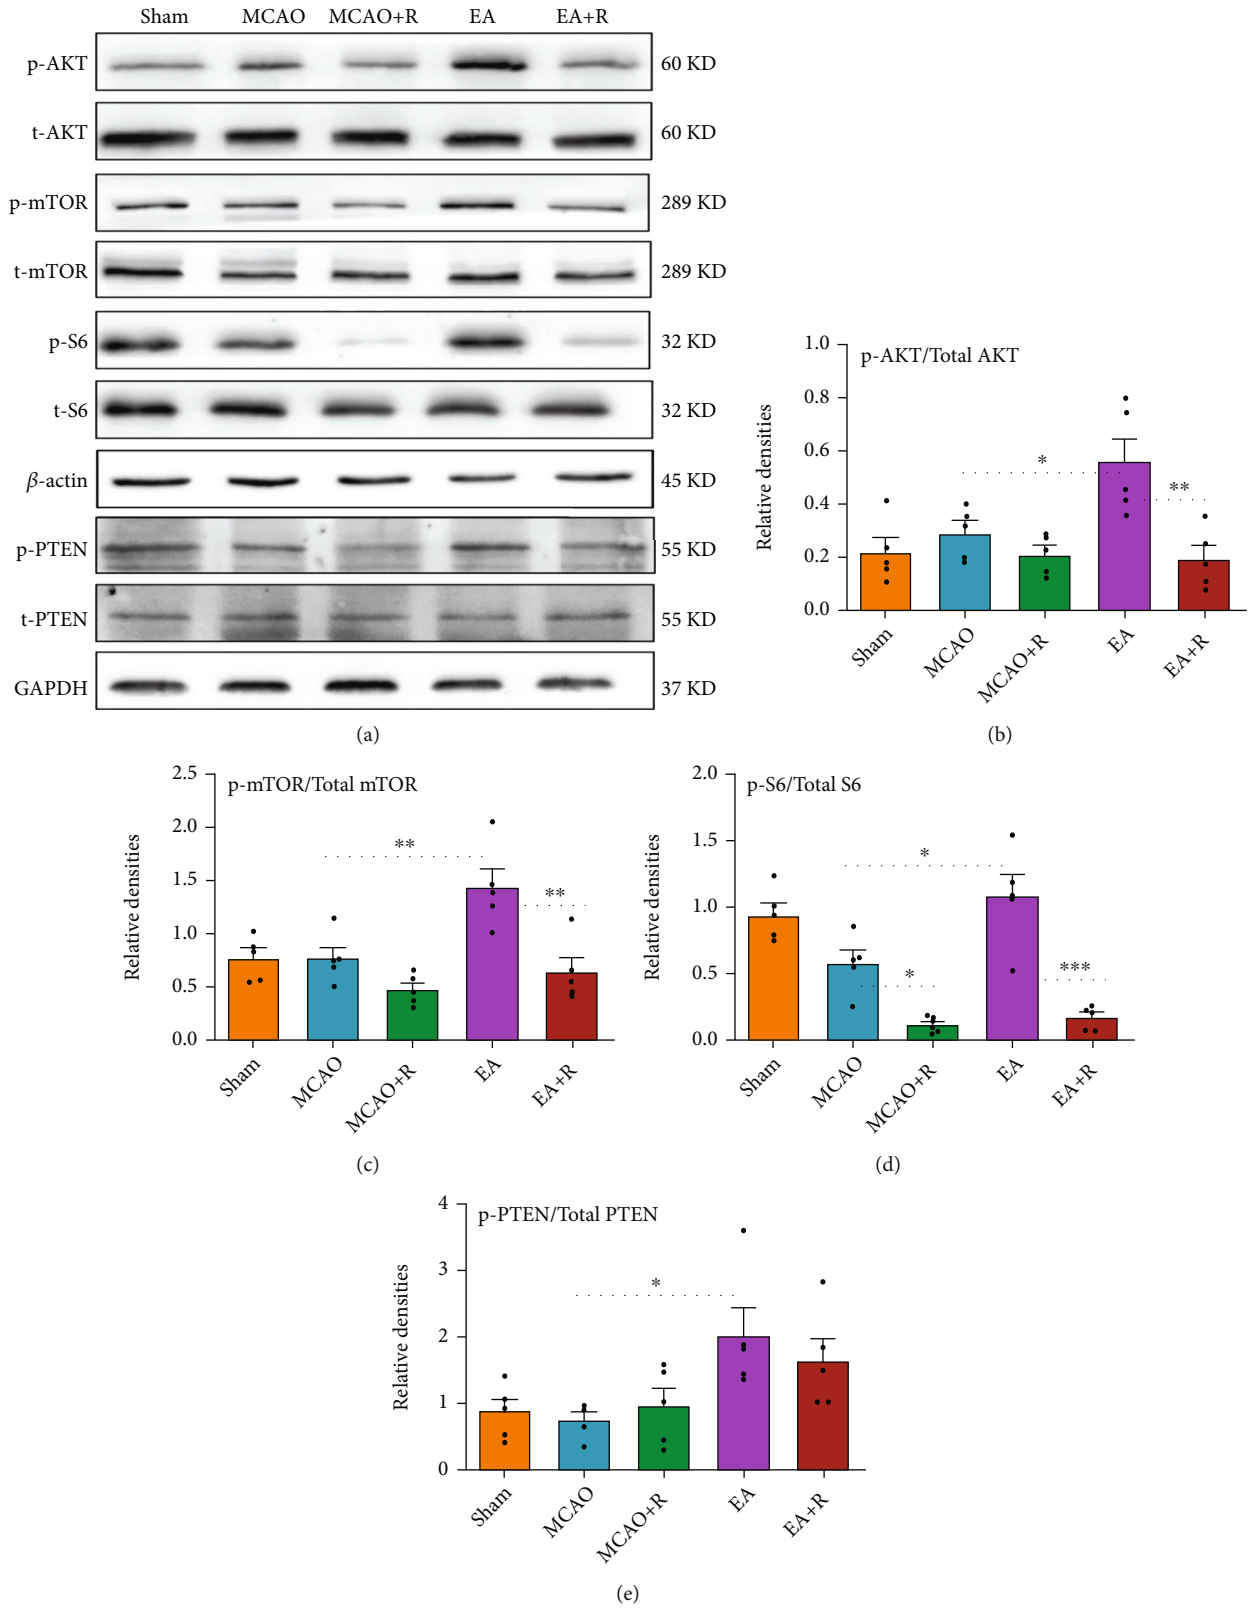 Sham MCAO MCAO+R EA EA+R
p-AKT 60 KD
t-AKT 60 KD
p-mTOR 289 KD
t-mTOR 289 KD
p-S6 32 KD
t-S6 32 KD
β-actin 45 KD
p-PTEN 55 KD
t-PTEN 55 KD
GAPDH 37 KD
(a)
p-AKT/Total AKT
Relative densities
1.0
0.8
0.6
0.4
0.2
0.0
*
**
Sham MCAO MCAO+R EA EA+R
(b)
p-mTOR/Total mTOR
Relative densities
2.5
2.0
1.5
1.0
0.5
0.0
**
**
Sham MCAO MCAO+R EA EA+R
(c)
p-S6/Total S6
Relative densities
2.0
1.5
1.0
0.5
0.0
*
*
***
Sham MCAO MCAO+R EA EA+R
(d)
p-PTEN/Total PTEN
Relative densities
4
3
2
1
0
*
Sham MCAO MCAO+R EA EA+R
(e)